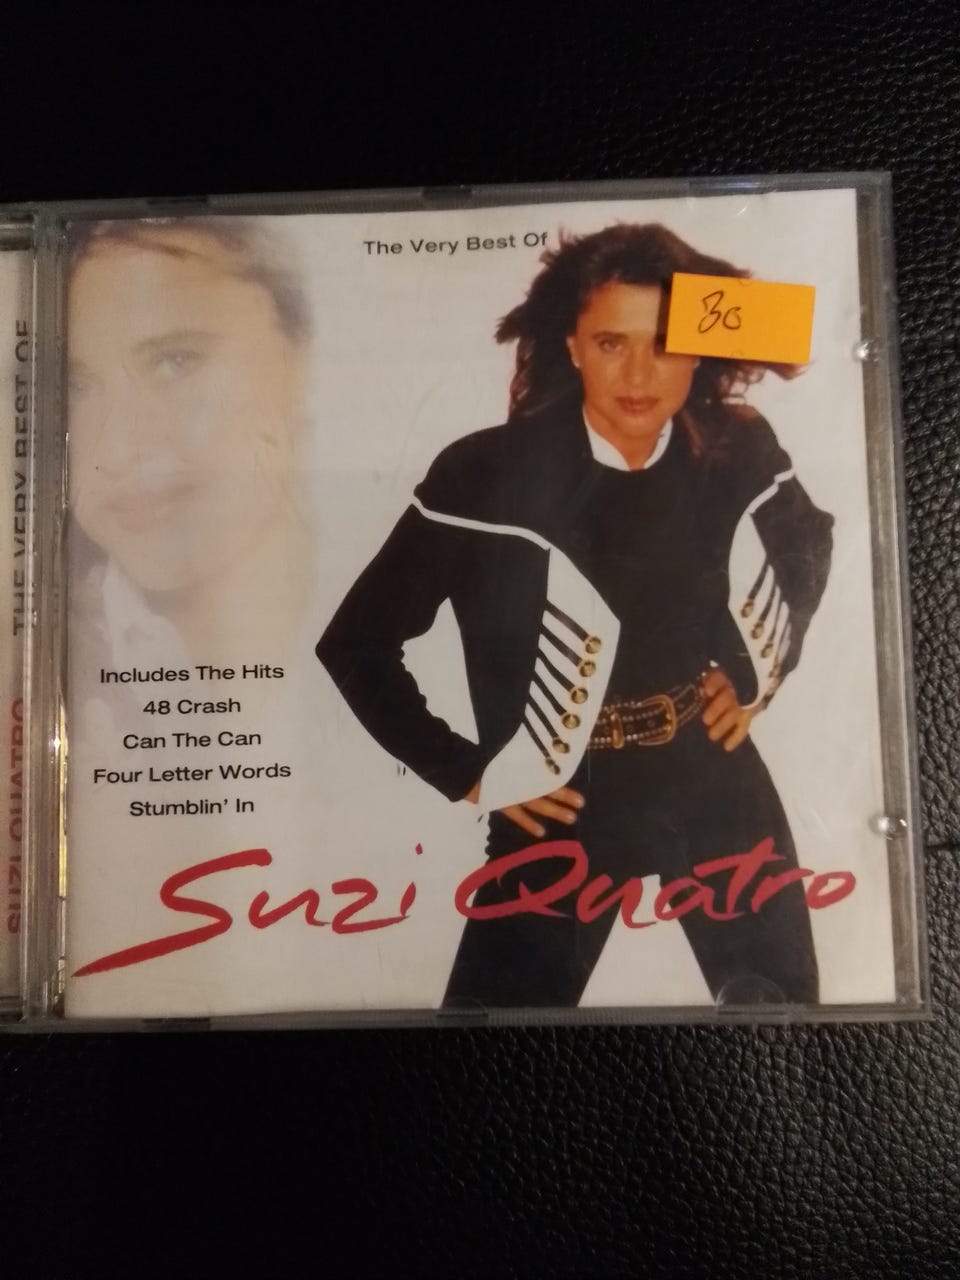 SUZI QUATRO THE VERY BEST OF
The Very Best Of
30
Includes The Hits
48 Crash
Can The Can
Four Letter Words
Stumblin' In
Suzi Quatro